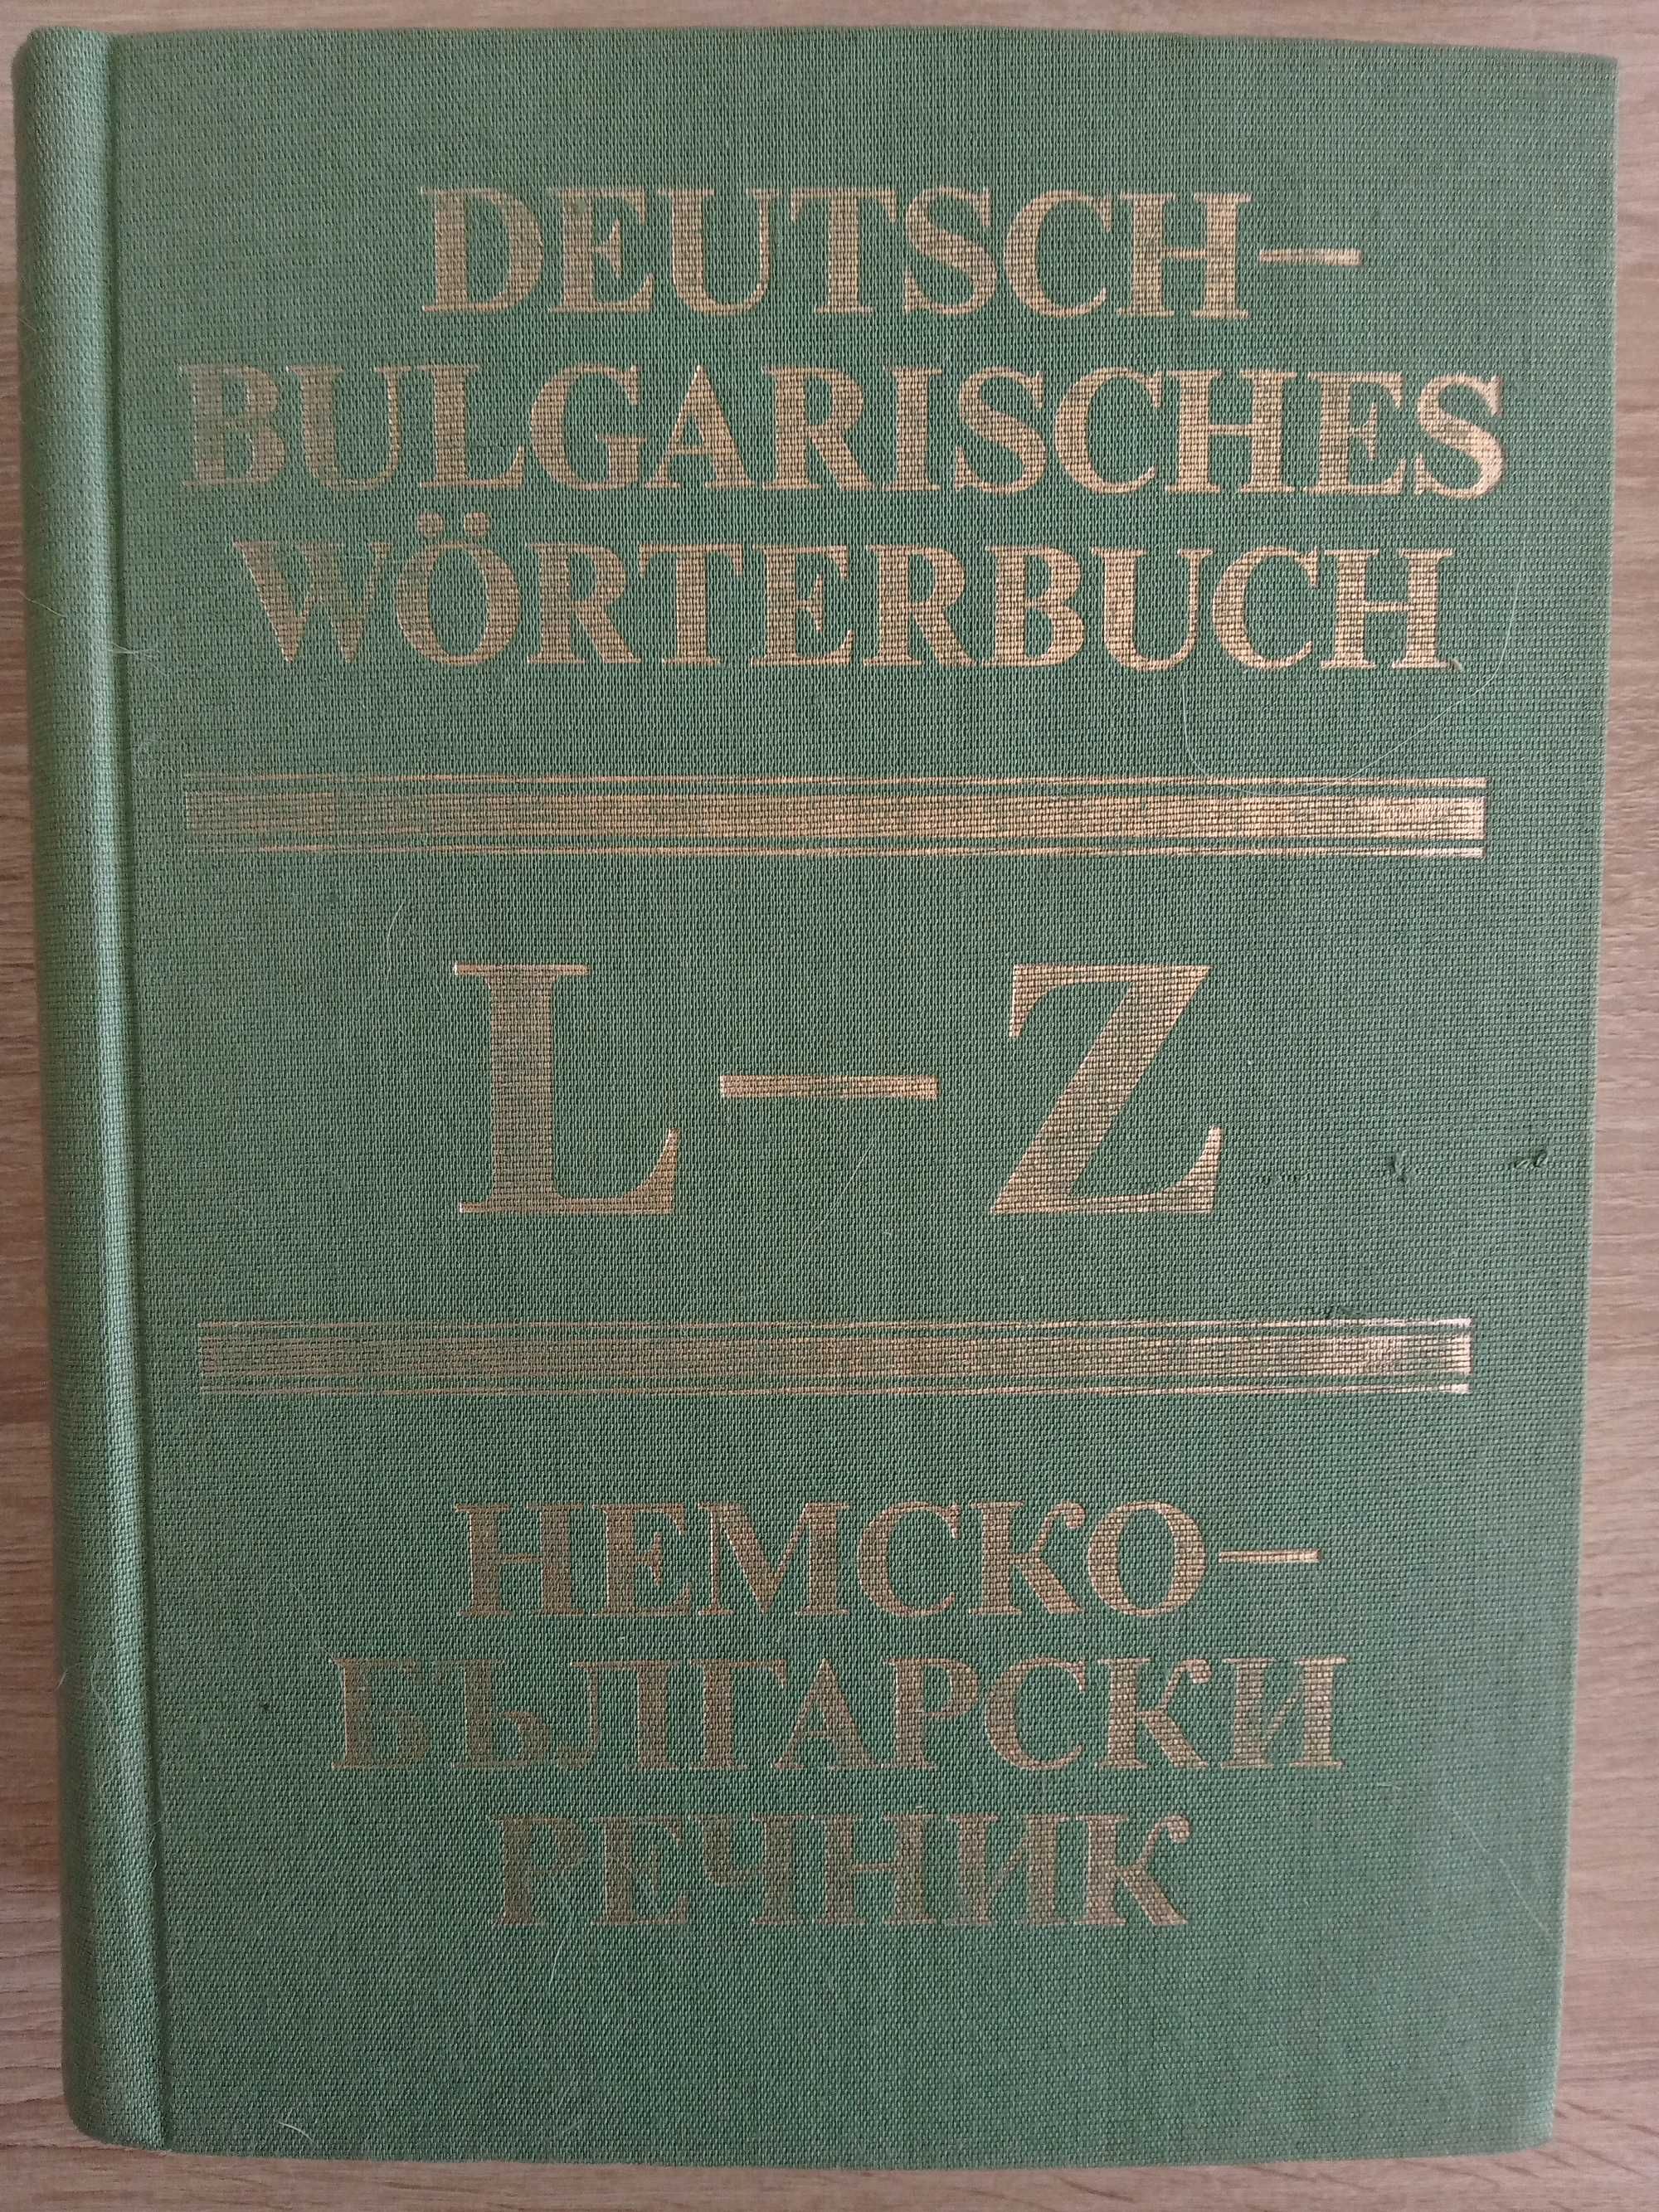 DEUTSCH–
BULGARISCHES
WÖRTERBUCH
L–Z
НЕМСКО–
БЪЛГАРСКИ
РЕЧНИК